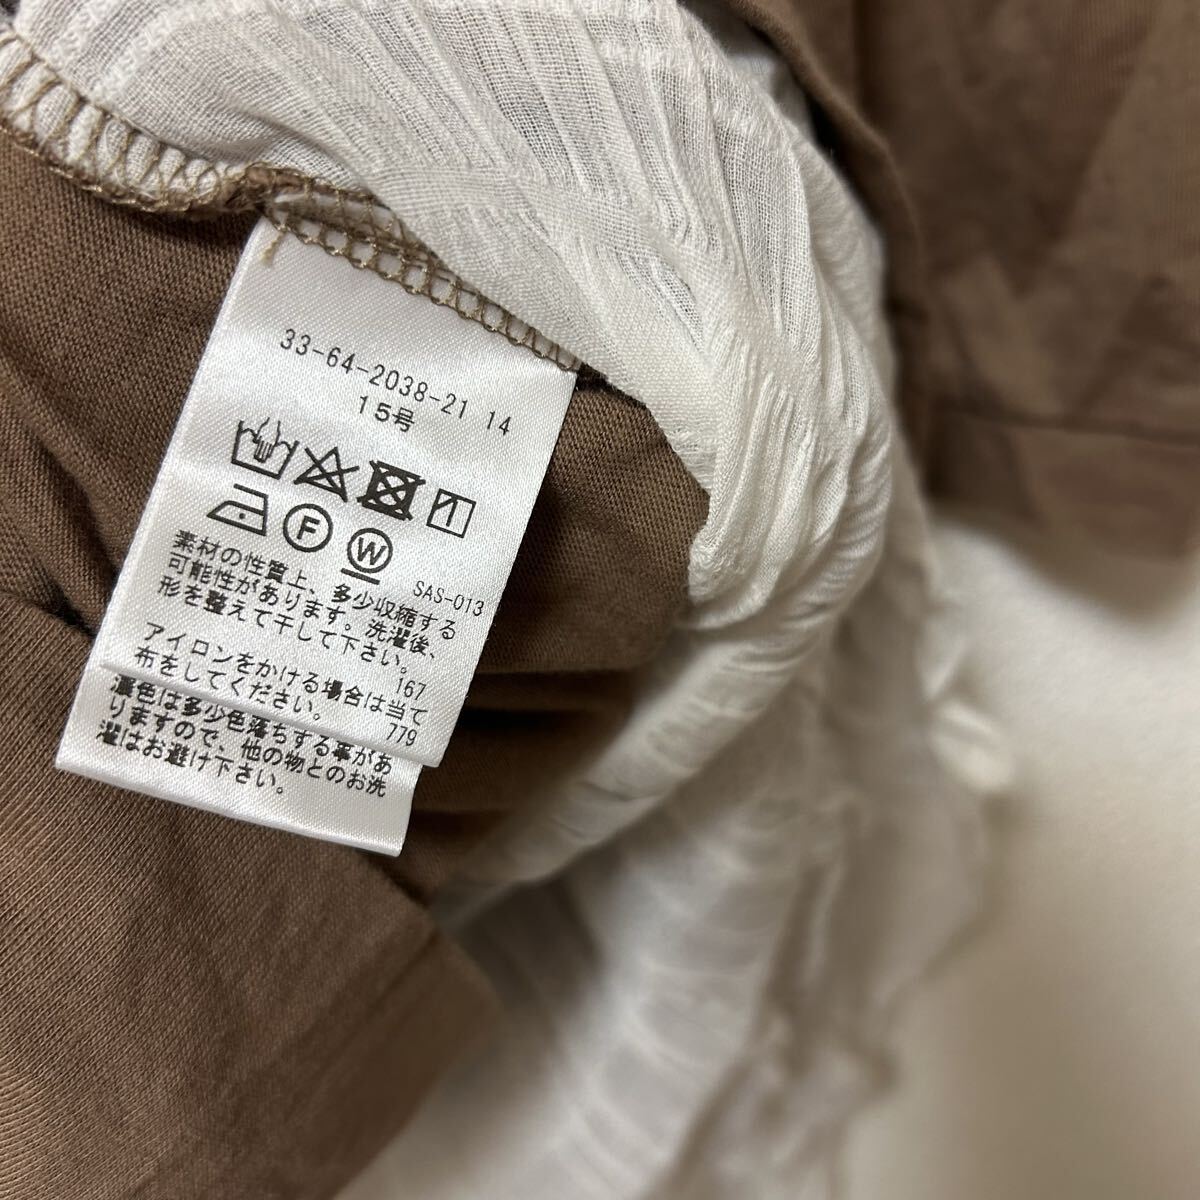 33-64-2038-21 14
15号
F
W
SAS-013
素材の性質上、多少収縮する
可能性があります。洗濯後、
形を整えて干して下さい。
167
アイロンをかける場合は当て
布をしてください。
779
濃色は多少色落ちする事があ
りますので、他の物とのお洗
濯はお避け下さい。